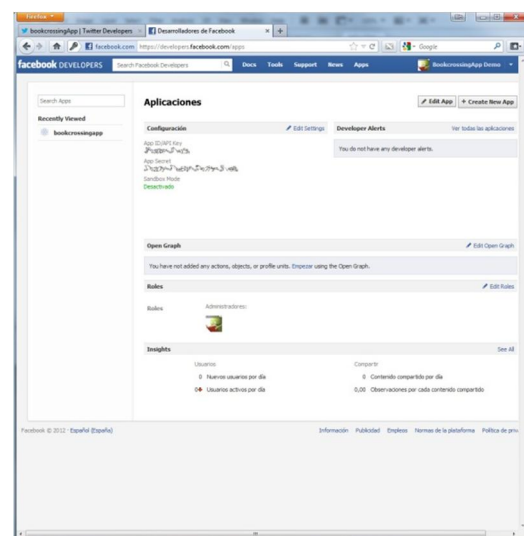 Firefox
bookcrossingApp | Twitter Developers
Desarrolladores de Facebook
facebook.com https://developers.facebook.com/apps
Google
facebook DEVELOPERS Search Facebook Developers Docs Tools Support News Apps BookcrossingApp Demo
Search Apps
Recently Viewed
bookcrossingapp
Aplicaciones
Edit App + Create New App
Configuración Edit Settings
App ID/API Key
App Secret
Sandbox Mode
Desactivado
Developer Alerts Ver todas las aplicaciones
You do not have any developer alerts.
Open Graph Edit Open Graph
You have not added any actions, objects, or profile units. Empezar using the Open Graph.
Roles Edit Roles
Roles Administradores:
Insights See All
Usuarios
0 Nuevos usuarios por día
0 Usuarios activos por día
Compartir
0 Contenido compartido por día
0,00 Observaciones por cada contenido compartido
Facebook © 2012 · Español (España)
Información Publicidad Empleos Normas de la plataforma Política de priv